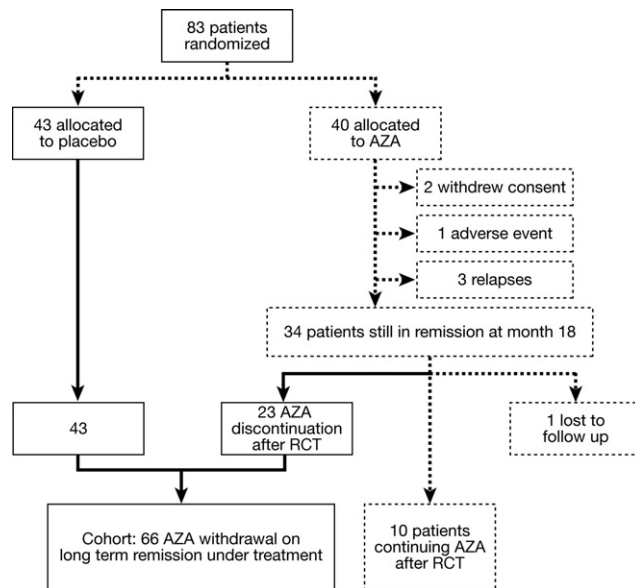 83 patients
randomized
43 allocated
to placebo
40 allocated
to AZA
2 withdrew consent
1 adverse event
3 relapses
34 patients still in remission at month 18
43
23 AZA
discontinuation
after RCT
1 lost to
follow up
Cohort: 66 AZA withdrawal on
long term remission under treatment
10 patients
continuing AZA
after RCT